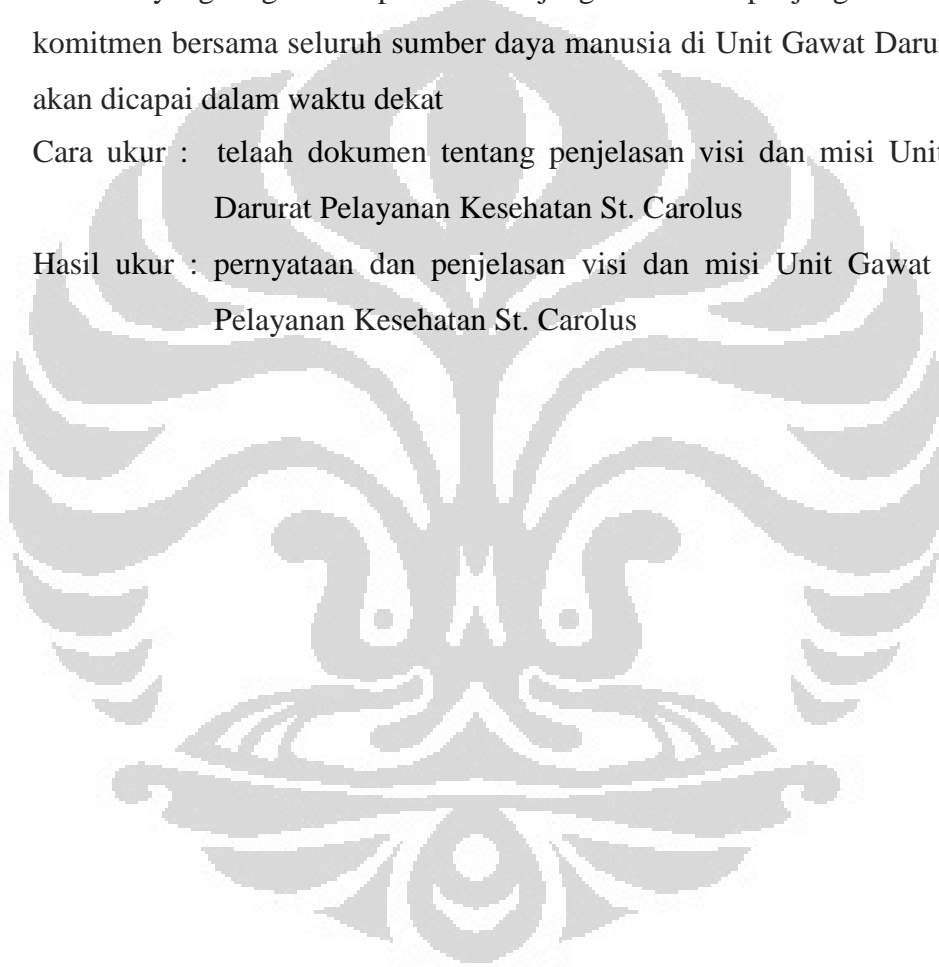 komitmen bersama seluruh sumber daya manusia di Unit Gawat
akan dicapai dalam waktu dekat
Cara ukur : telaah dokumen tentang penjelasan visi dan misi Unit
Darurat Pelayanan Kesehatan St. Carolus
Hasil ukur : pernyataan dan penjelasan visi dan misi Unit Gawat
Pelayanan Kesehatan St. Carolus